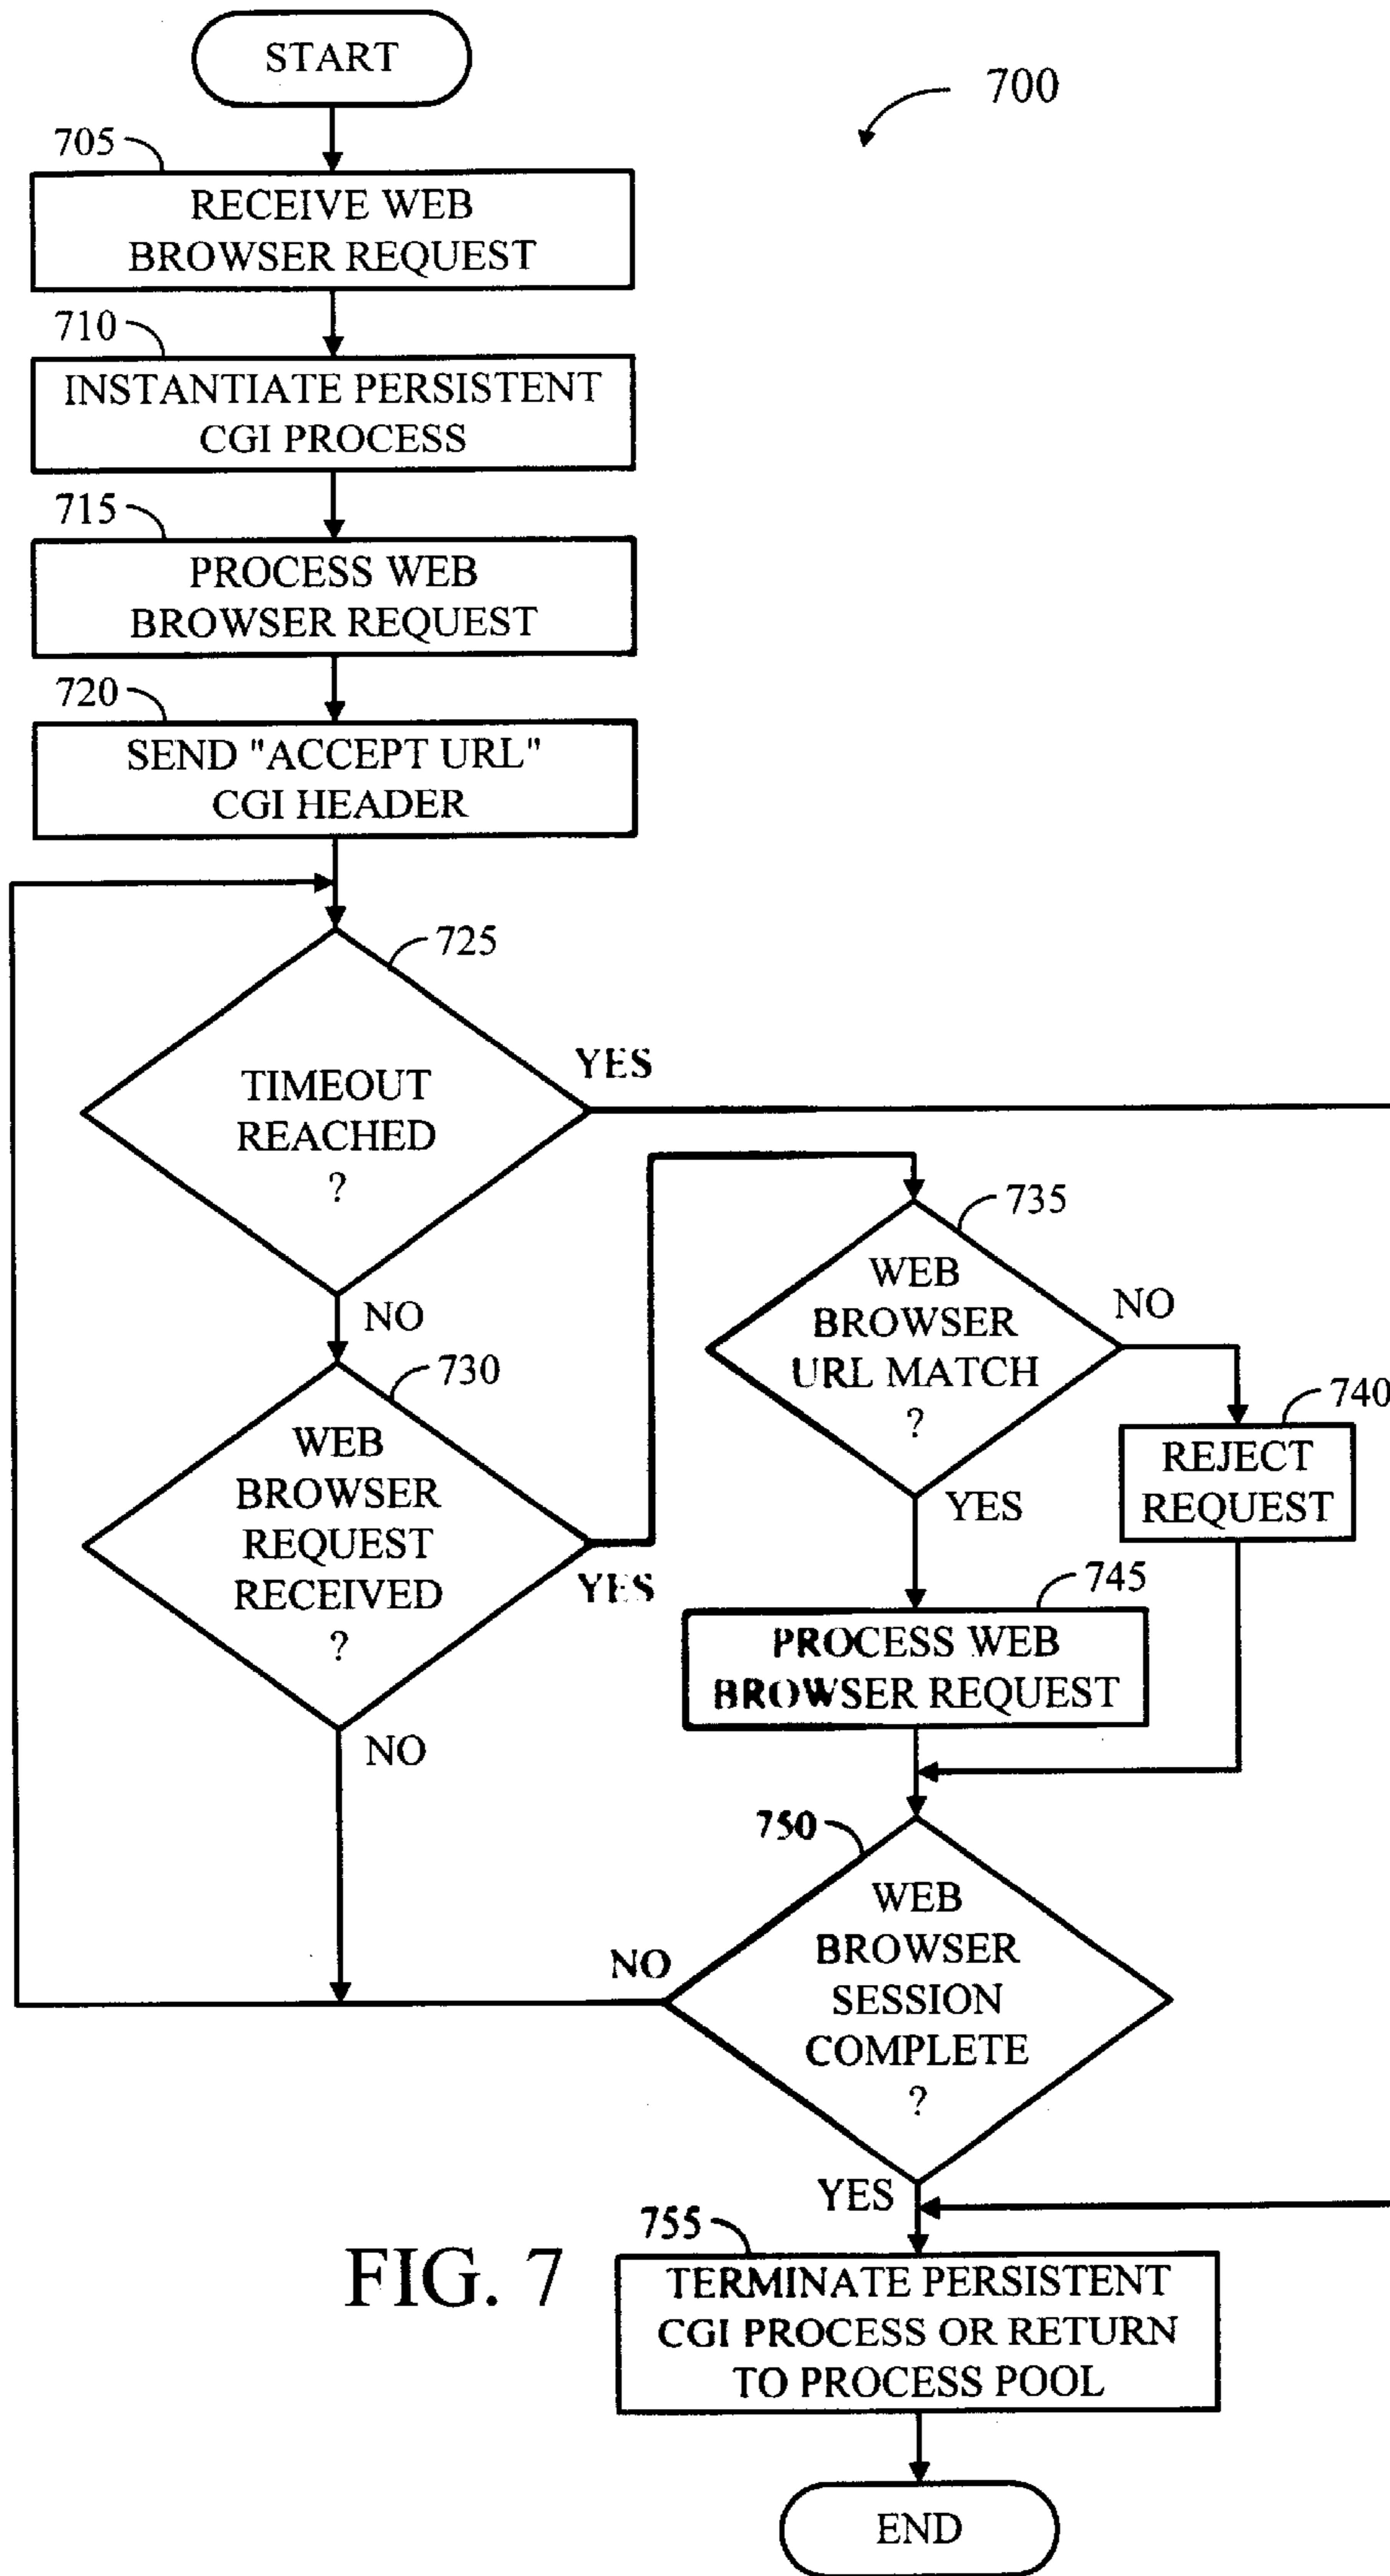 START
700
705
RECEIVE WEB
BROWSER REQUEST
710
INSTANTIATE PERSISTENT
CGI PROCESS
715
PROCESS WEB
BROWSER REQUEST
720
SEND "ACCEPT URL"
CGI HEADER
725
TIMEOUT
REACHED
?
YES
NO
730
WEB
BROWSER
REQUEST
RECEIVED
?
YES
NO
735
WEB
BROWSER
URL MATCH
?
NO
YES
740
REJECT
REQUEST
745
PROCESS WEB
BROWSER REQUEST
750
WEB
BROWSER
SESSION
COMPLETE
?
NO
YES
755
TERMINATE PERSISTENT
CGI PROCESS OR RETURN
TO PROCESS POOL
FIG. 7
END